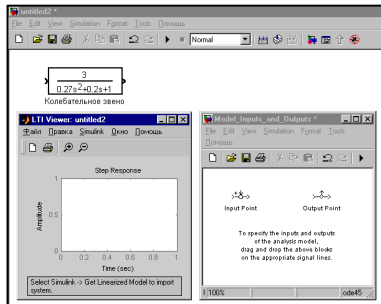 untitled2 *
File Edit View Simulation Format Tools Помощь
Normal
3
0.27s²+0.2s+1
Колебательное звено
LTI Viewer: untitled2
Файл Правка Simulink Окно Помощь
Step Response
Amplitude
1
0.5
0
0 0.2 0.4 0.6 0.8 1
Time (sec)
Select Simulink -> Get Linearized Model to import
system.
Model_Inputs_and_Outputs *
File Edit View Simulation Format Tools
Помощь
Input Point Output Point
To specify the inputs and outputs
of the analysis model,
drag and drop the above blocks
on the appropriate signal lines.
100% ode45